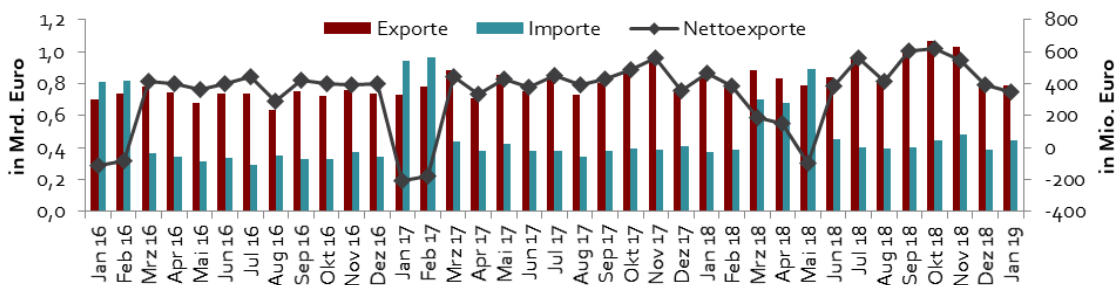 Exporte Importe Nettoexporte
in Mrd. Euro
1,2
1,0
0,8
0,6
0,4
0,2
0,0
800
600
400
200
0
-200
-400
in Mio. Euro
Jan 16
Feb 16
Mrz 16
Apr 16
Mai 16
Jun 16
Jul 16
Aug 16
Sep 16
Okt 16
Nov 16
Dez 16
Jan 17
Feb 17
Mrz 17
Apr 17
Mai 17
Jun 17
Jul 17
Aug 17
Sep 17
Okt 17
Nov 17
Dez 17
Jan 18
Feb 18
Mrz 18
Apr 18
Mai 18
Jun 18
Jul 18
Aug 18
Sep 18
Okt 18
Nov 18
Dez 18
Jan 19